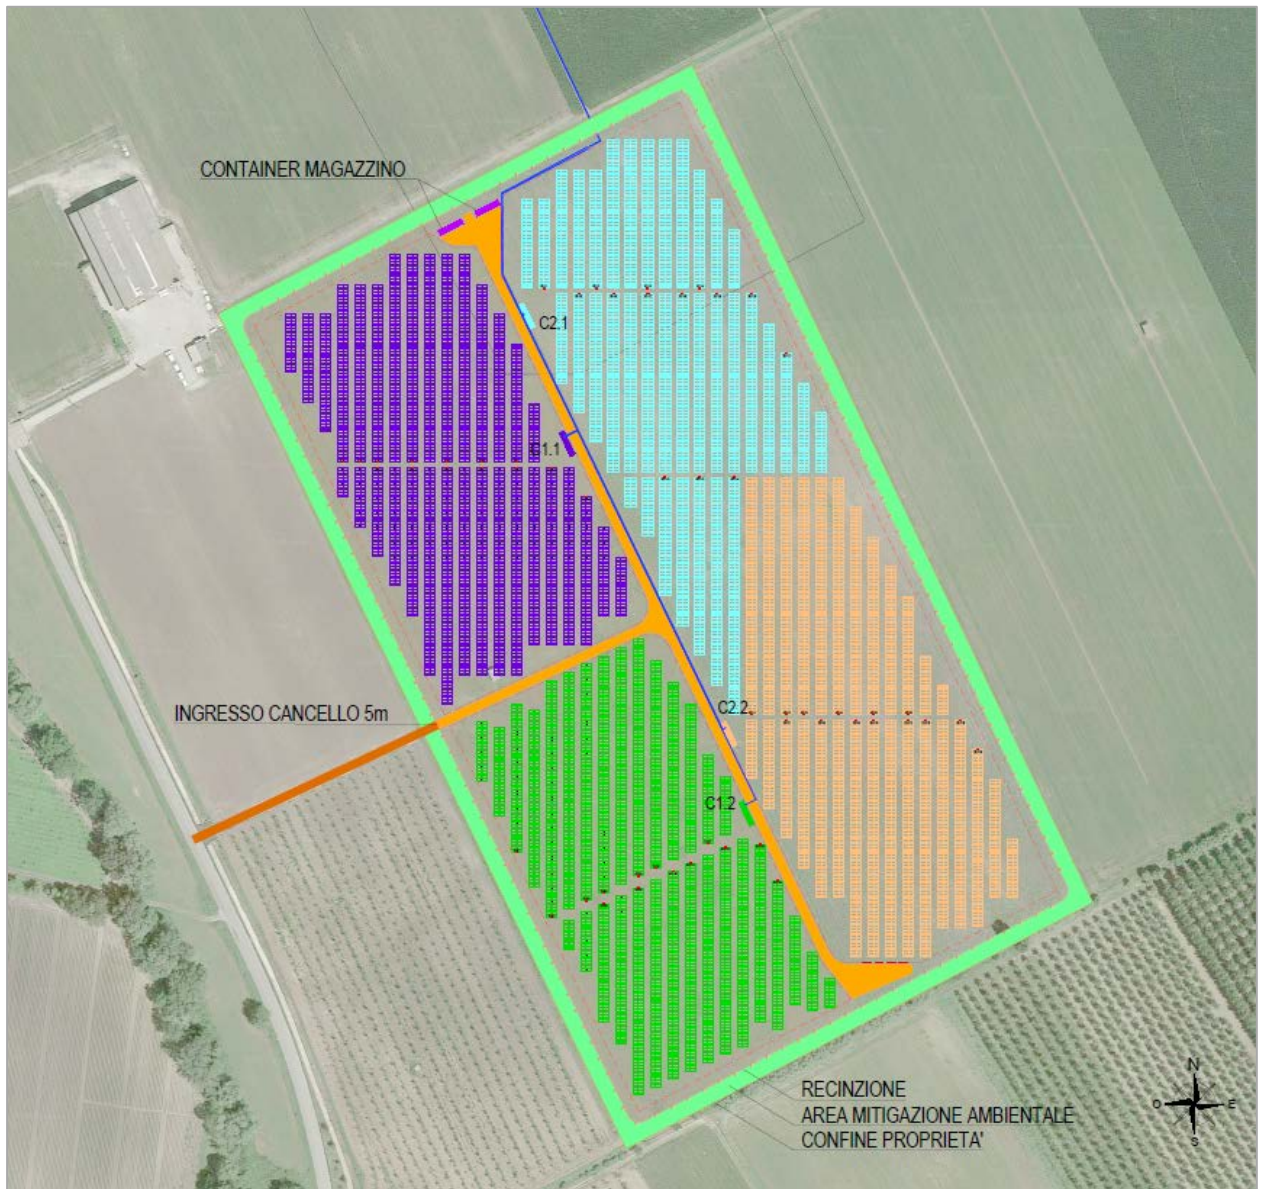 CONTAINER MAGAZZINO
C2.1
C1.1
INGRESSO CANCELLO 5m
C2.2
C1.2
RECINZIONE
AREA MITIGAZIONE AMBIENTALE
CONFINE PROPRIETA'
N
O E
S